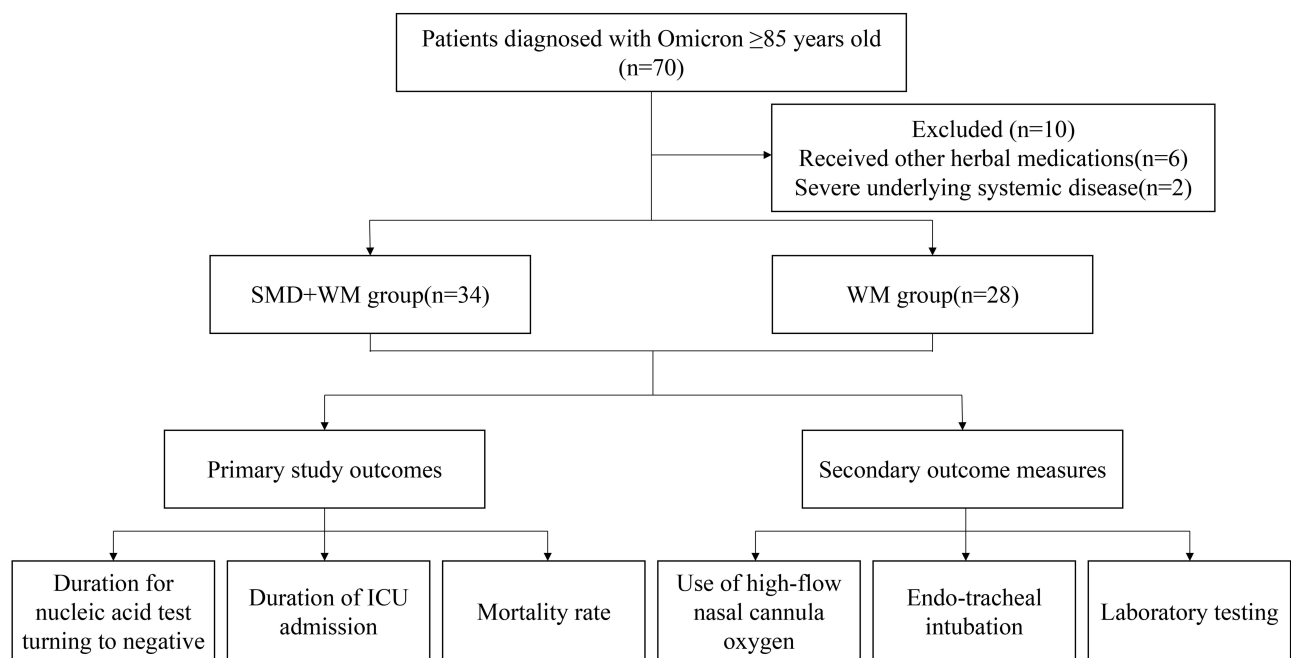 Patients diagnosed with Omicron ≥85 years old
(n=70)
Excluded (n=10)
Received other herbal medications(n=6)
Severe underlying systemic disease(n=2)
SMD+WM group(n=34)
WM group(n=28)
Primary study outcomes
Secondary outcome measures
Duration for
nucleic acid test
turning to negative
Duration of ICU
admission
Mortality rate
Use of high-flow
nasal cannula
oxygen
Endo-tracheal
intubation
Laboratory testing